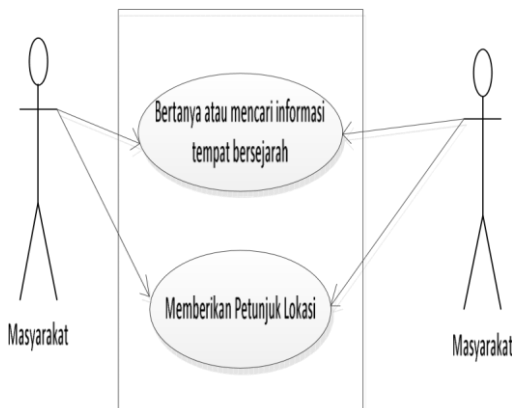 Bertanya atau mencari informasi
tempat bersejarah
Memberikan Petunjuk Lokasi
Masyarakat
Masyarakat